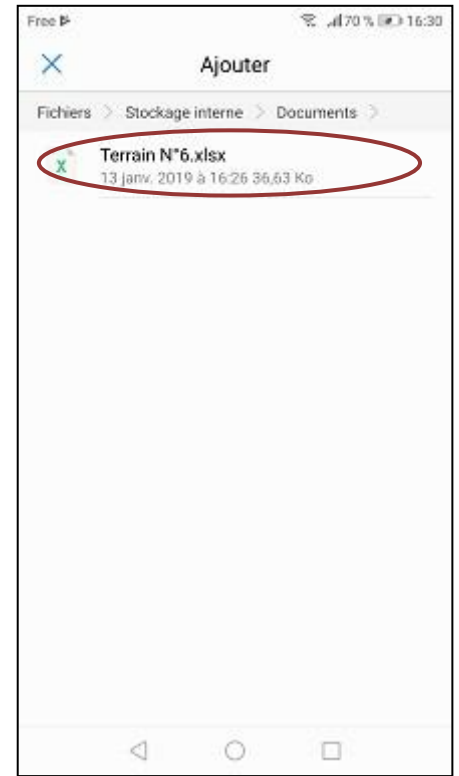 Free 70 % 16:30
Ajouter
Fichiers > Stockage interne > Documents >
X
Terrain N°6.xlsx
13 janv. 2019 à 16:26 36,63 Ko